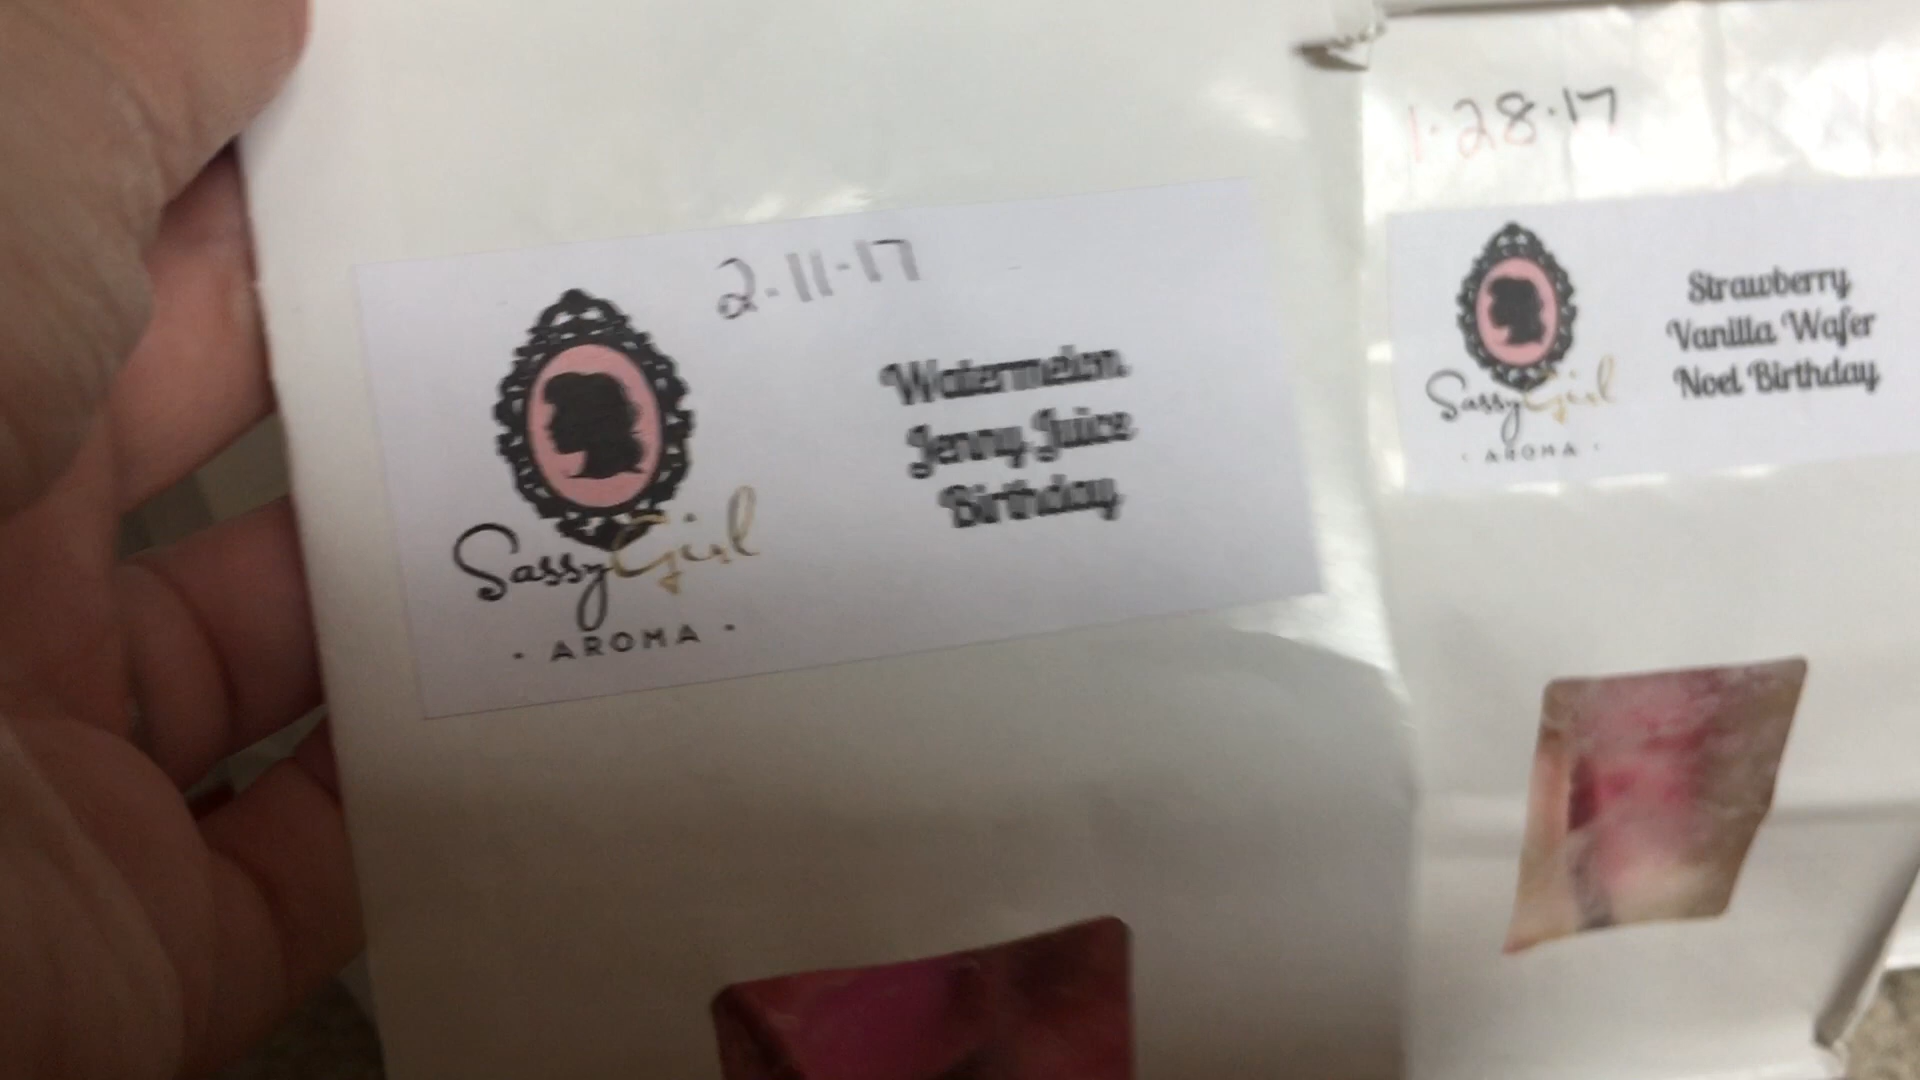 2-11-17
Watermelon
Jenny Juice
Birthday
SassyGirl
· AROMA ·
1-28-17
Strawberry
Vanilla Wafer
Noel Birthday
SassyGirl
· AROMA ·